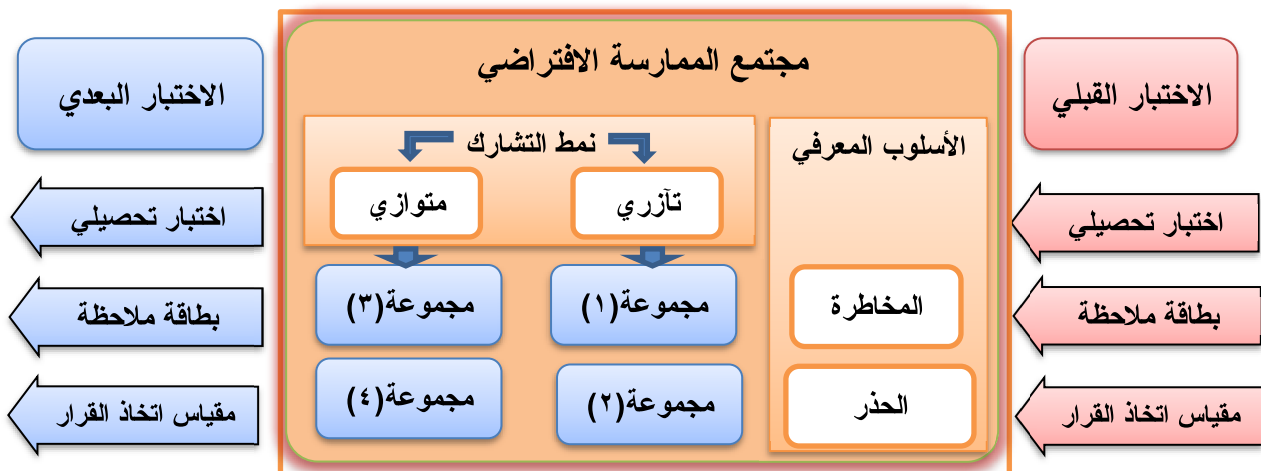 مجتمع الممارسة الافتراضي
الاختبار القبلي
اختبار تحصيلي
بطاقة ملاحظة
مقياس اتخاذ القرار
الأسلوب المعرفي
المخاطرة
الحذر
نمط التشارك
تآزري
متوازي
مجموعة(١)
مجموعة(٣)
مجموعة(٢)
مجموعة(٤)
الاختبار البعدي
اختبار تحصيلي
بطاقة ملاحظة
مقياس اتخاذ القرار